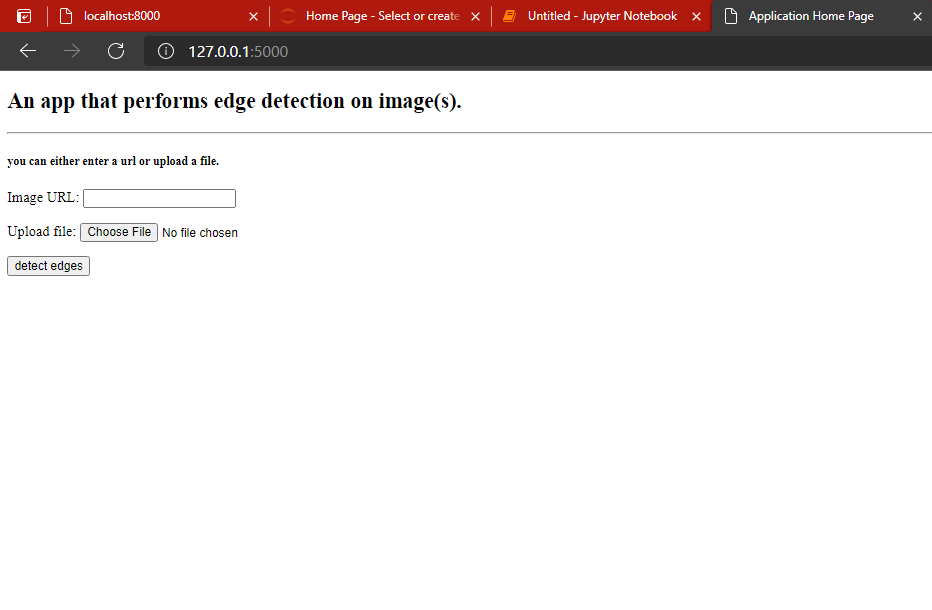 localhost:8000
Home Page - Select or create
Untitled - Jupyter Notebook
Application Home Page
127.0.0.1:5000
An app that performs edge detection on image(s).
you can either enter a url or upload a file.
Image URL:
Upload file: Choose File No file chosen
detect edges